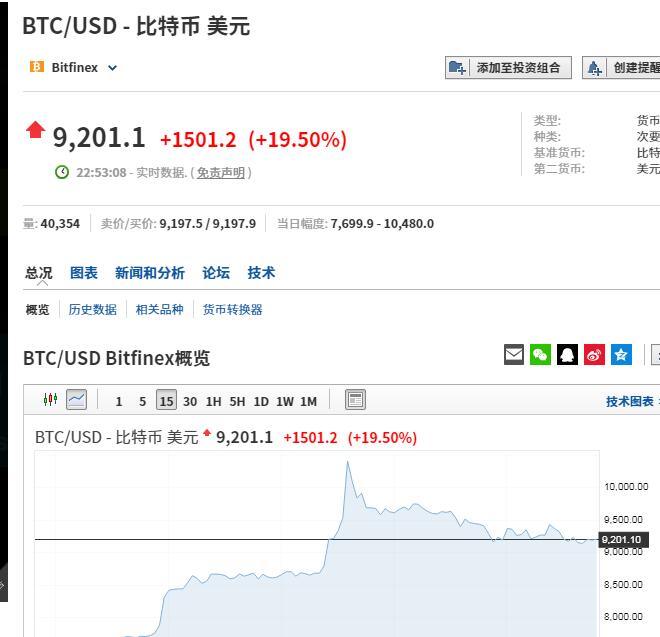 BTC/USD - 比特币 美元
Bitfinex
添加至投资组合 创建提醒
9,201.1 +1501.2 (+19.50%)
22:53:08 - 实时数据. ( 免责声明 )
类型: 货币
种类: 次要
基准货币: 比特
第二货币: 美元
量: 40,354 卖价/买价: 9,197.5 / 9,197.9 当日幅度: 7,699.9 - 10,480.0
总况 图表 新闻和分析 论坛 技术
概览 历史数据 相关品种 货币转换器
BTC/USD Bitfinex概览
1 5 15 30 1H 5H 1D 1W 1M 技术图表
BTC/USD - 比特币 美元 9,201.1 +1501.2 (+19.50%)
10,000.00
9,500.00
9,201.10
9,000.00
8,500.00
8,000.00